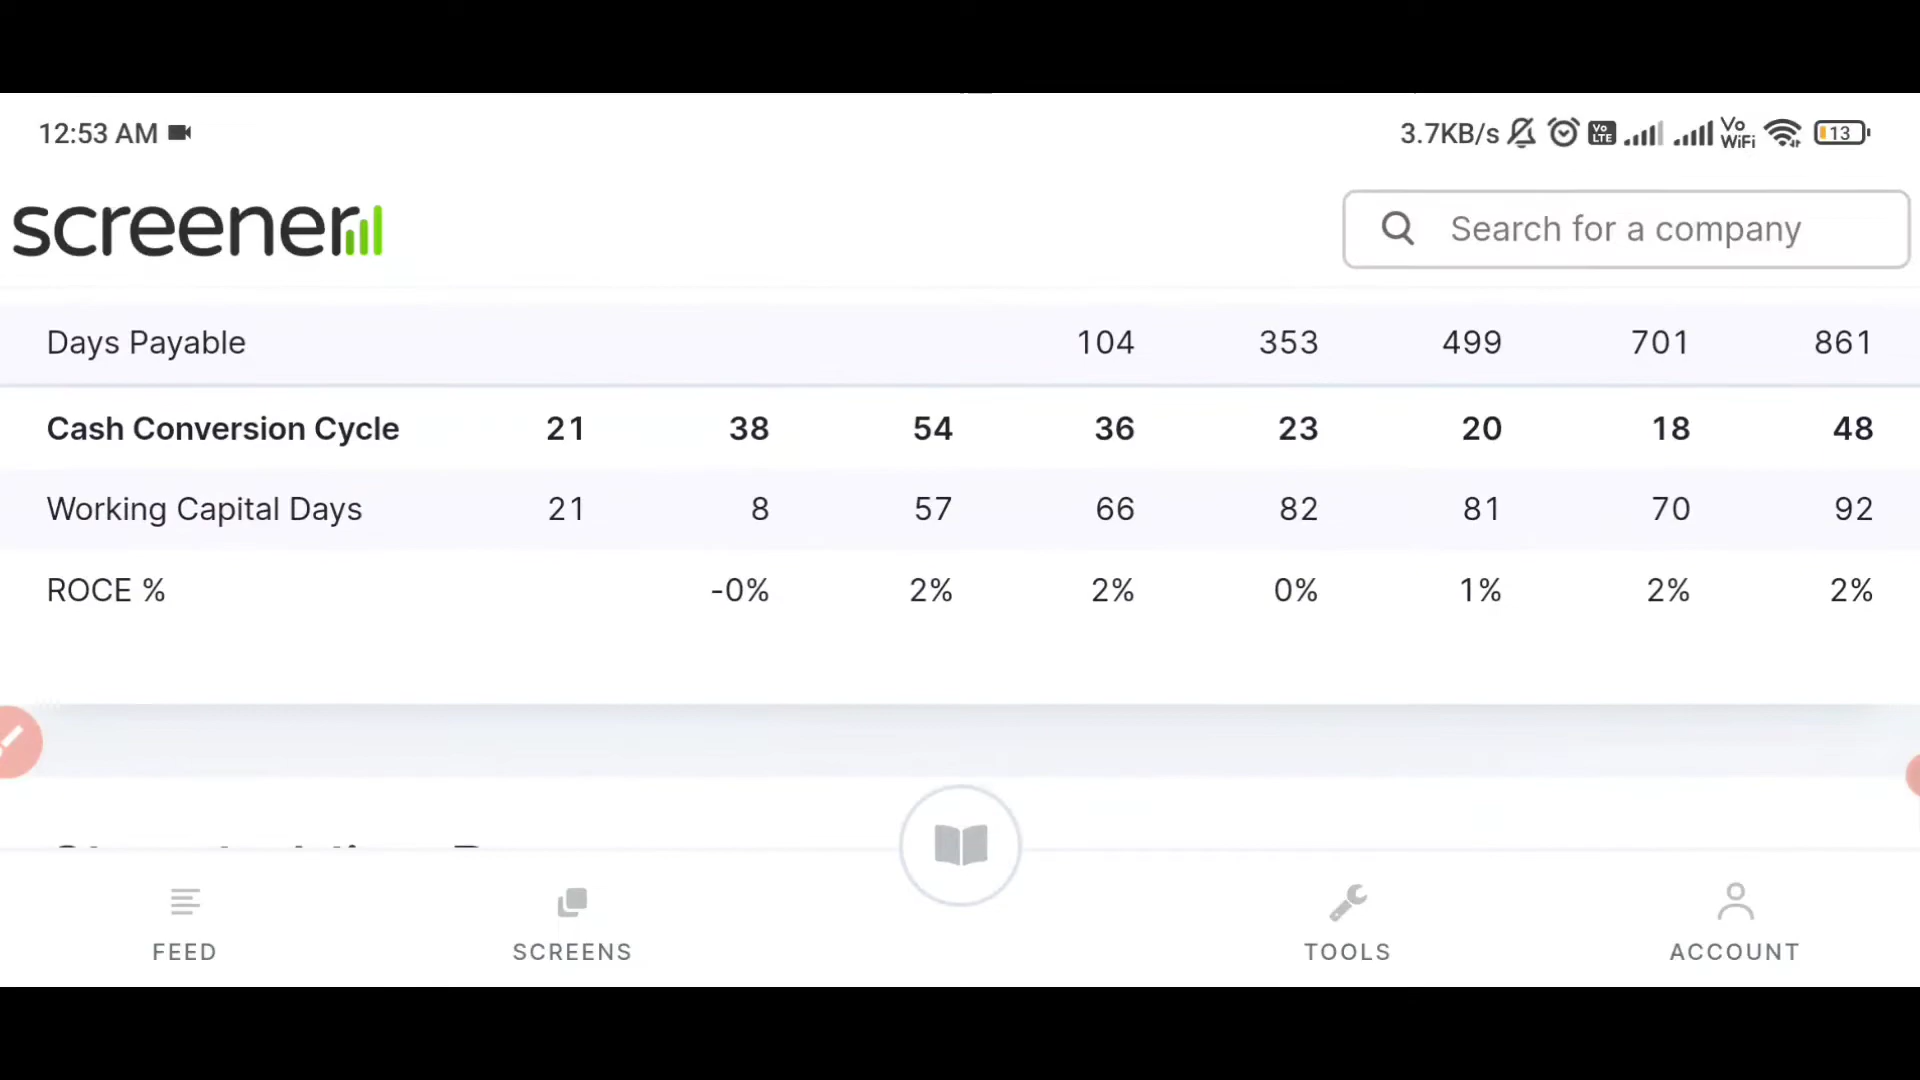 12:53 AM 3.7KB/s Vo LTE Vo WiFi 13
screener Search for a company
Days Payable 104 353 499 701 861
Cash Conversion Cycle 21 38 54 36 23 20 18 48
Working Capital Days 21 8 57 66 82 81 70 92
ROCE % -0% 2% 2% 0% 1% 2% 2%
FEED SCREENS TOOLS ACCOUNT